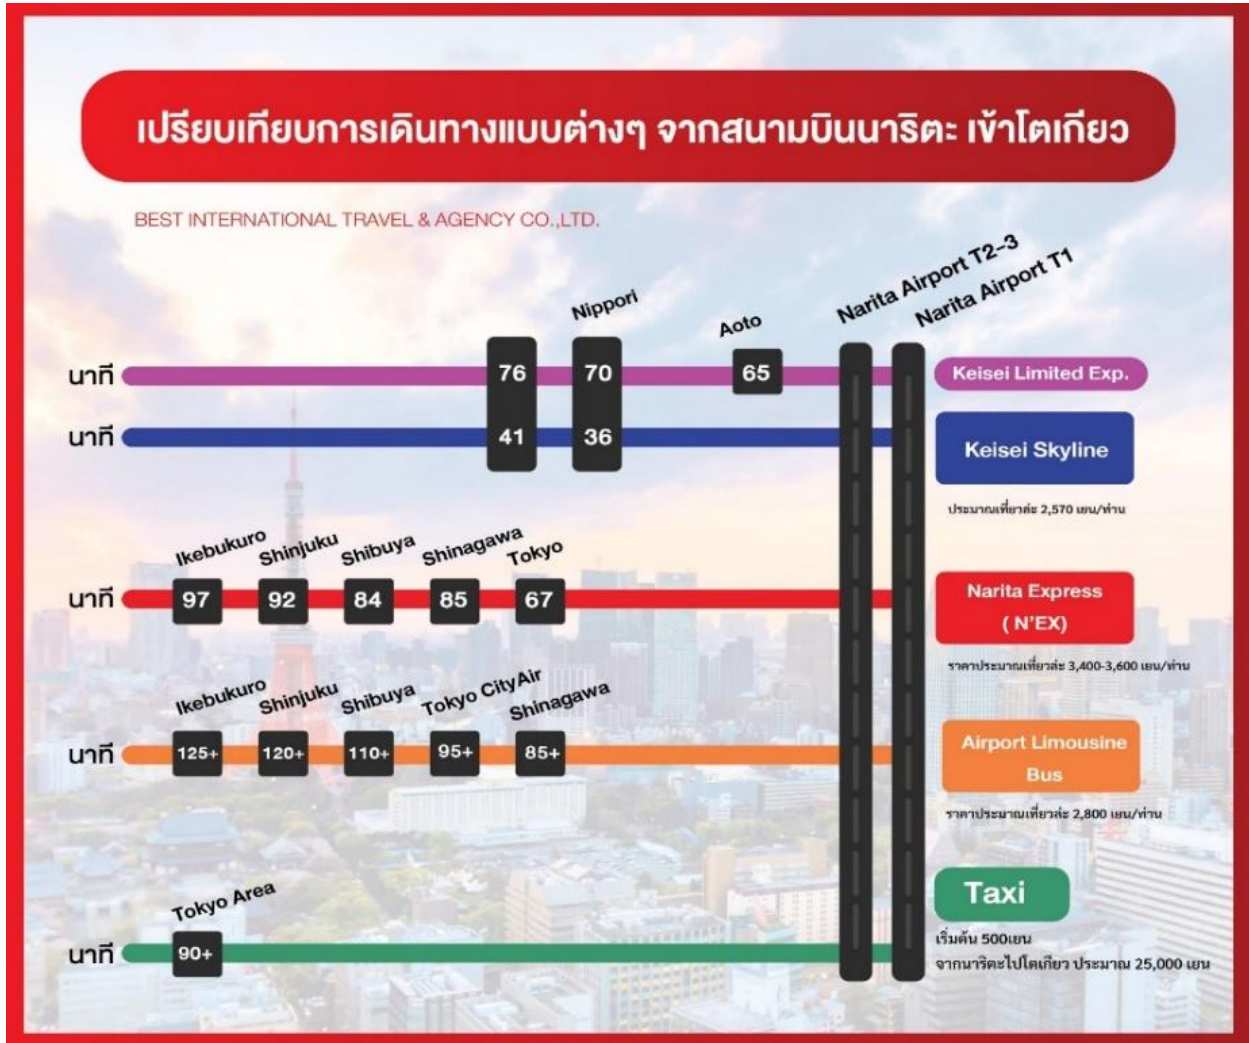 เปรียบเทียบการเดินทางแบบต่างๆ จากสนามบินนาริตะ เข้าโตเกียว
BEST INTERNATIONAL TRAVEL & AGENCY CO.,LTD.
Nippori
Aoto
Narita Airport T2-3
Narita Airport T1
นาที 76 70 65 Keisei Limited Exp.
นาที 41 36 Keisei Skyline
ประมาณเที่ยวล่ะ 2,570 เยน/ท่าน
Ikebukuro Shinjuku Shibuya Shinagawa Tokyo
นาที 97 92 84 85 67
Narita Express
( N'EX)
ราคาประมาณเที่ยวล่ะ 3,400-3,600 เยน/ท่าน
Ikebukuro Shinjuku Shibuya Tokyo CityAir Shinagawa
นาที 125+ 120+ 110+ 95+ 85+
Airport Limousine
Bus
ราคาประมาณเที่ยวล่ะ 2,800 เยน/ท่าน
Tokyo Area
นาที 90+
Taxi
เริ่มต้น 500เยน
จากนาริตะไปโตเกียว ประมาณ 25,000 เยน